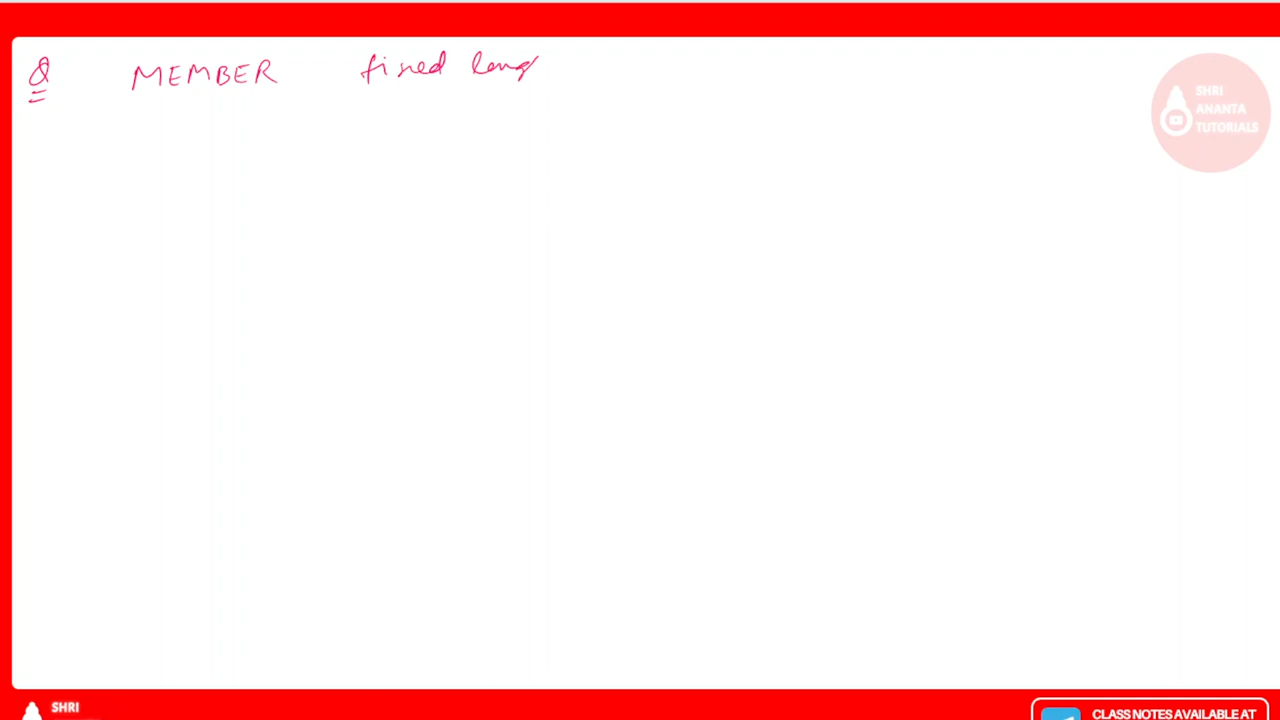 Q MEMBER fixed leng
SHRI
ANANTA
TUTORIALS
SHRI
CLASS NOTES AVAILABLE AT